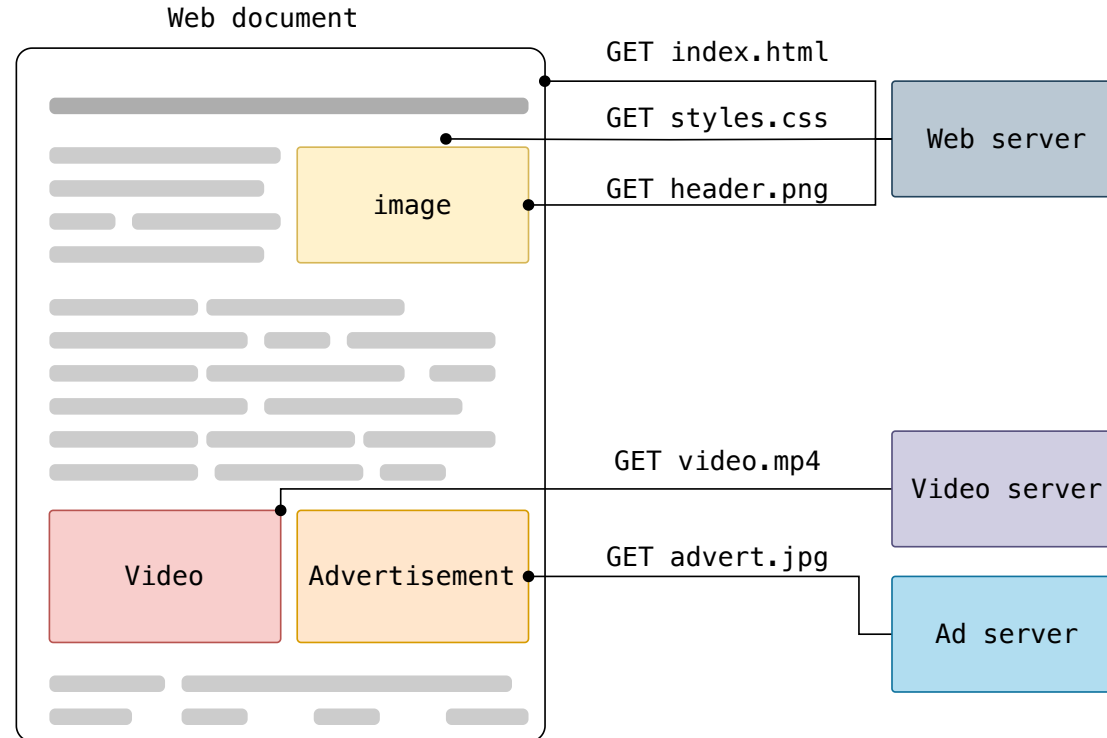 Web document
GET index.html
GET styles.css
Web server
image
GET header.png
GET video.mp4
Video server
Video
Advertisement
GET advert.jpg
Ad server